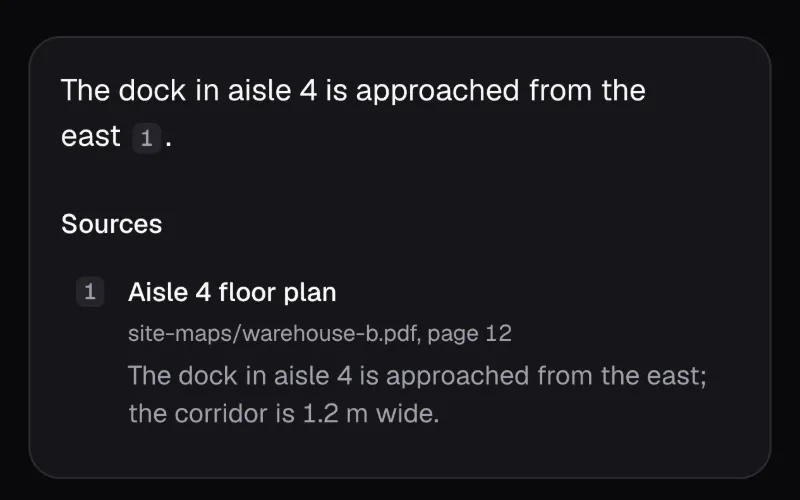 The dock in aisle 4 is approached from the
east 1.
Sources
1 Aisle 4 floor plan
site-maps/warehouse-b.pdf, page 12
The dock in aisle 4 is approached from the east;
the corridor is 1.2 m wide.